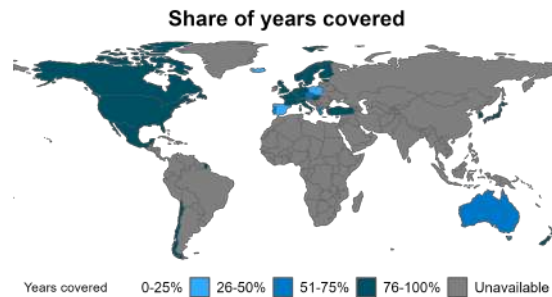 Share of years covered
Years covered 0-25% 26-50% 51-75% 76-100% Unavailable